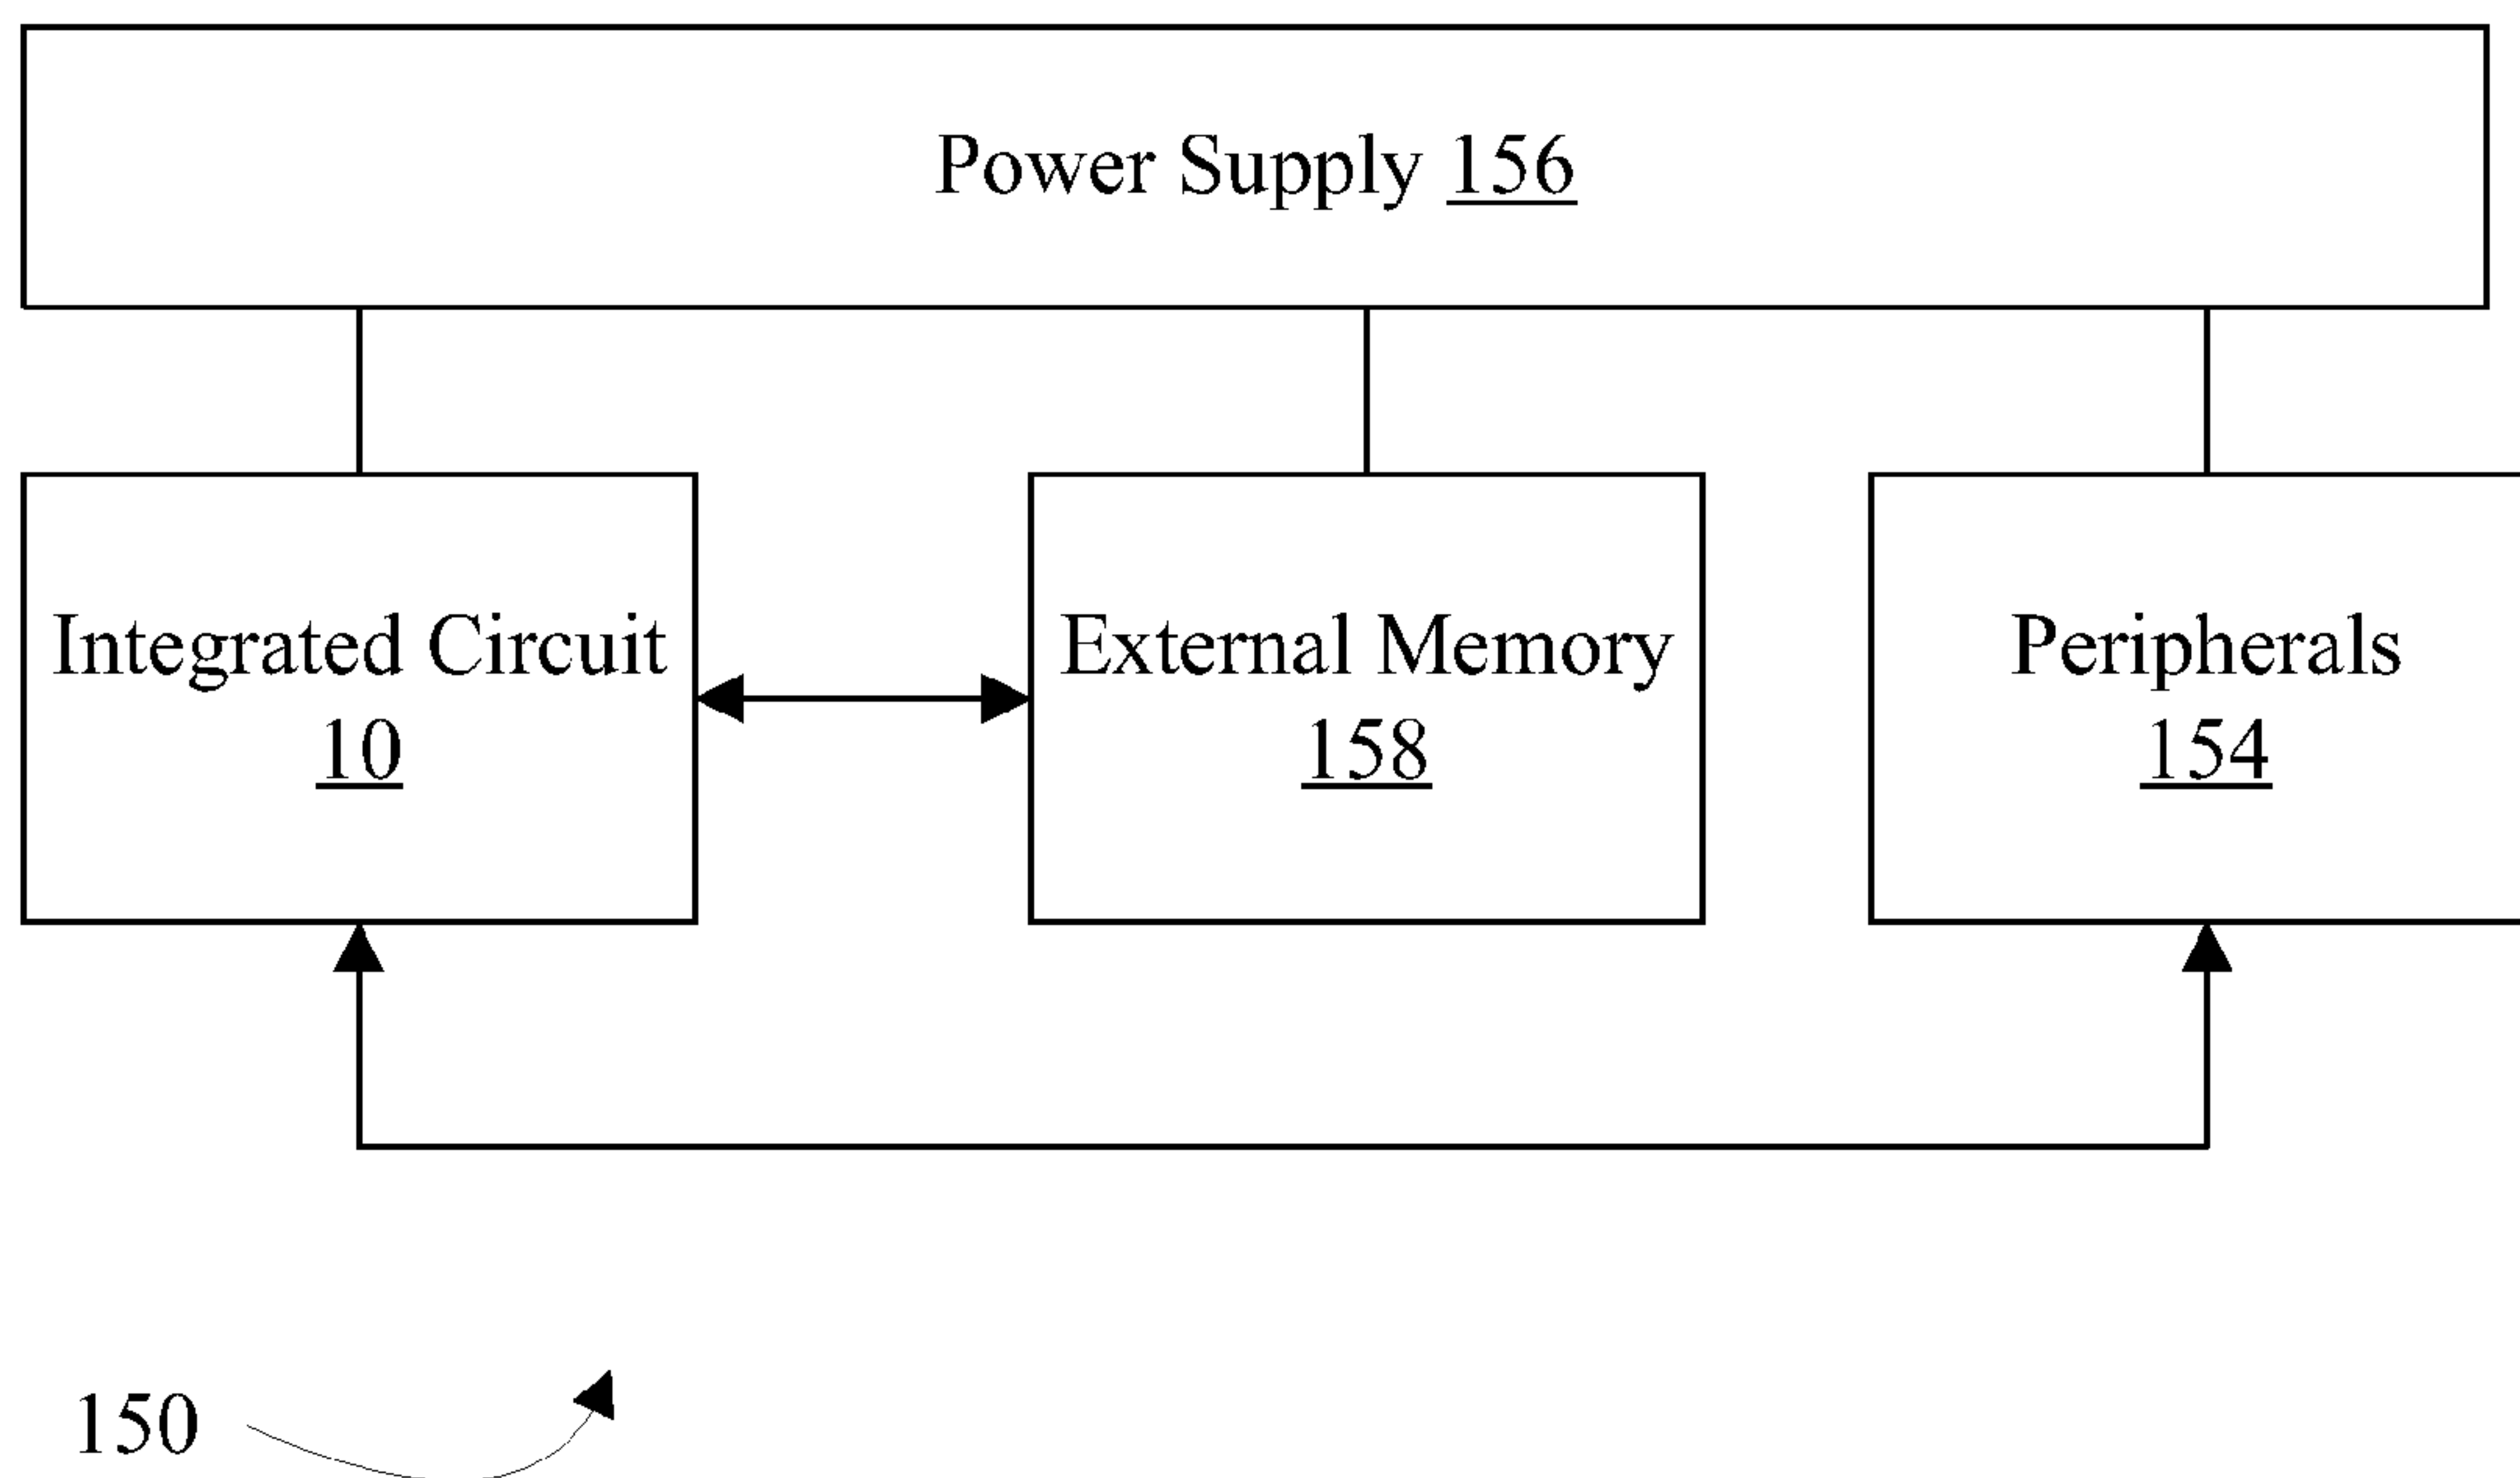 Power Supply 156
Integrated Circuit
10
External Memory
158
Peripherals
154
150